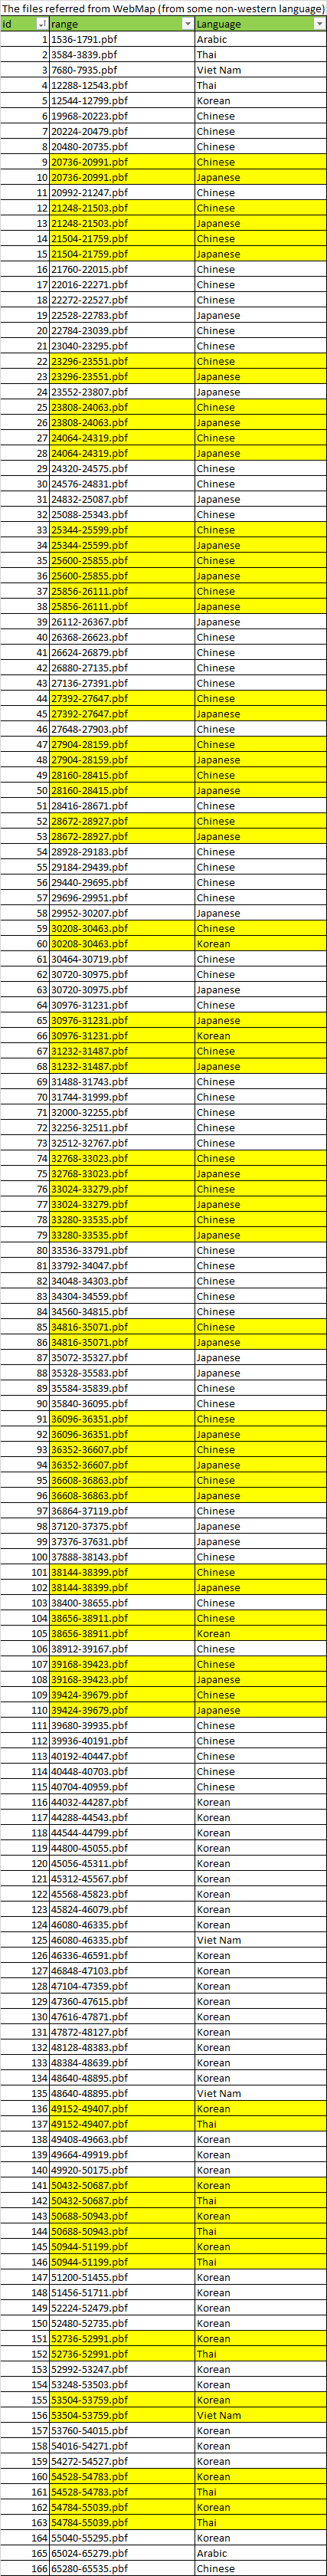 The files referred from WebMap (from some non-western language)
id range Language
1 1536-1791.pbf Arabic
2 3584-3839.pbf Thai
3 7680-7935.pbf Viet Nam
4 12288-12543.pbf Thai
5 12544-12799.pbf Korean
6 19968-20223.pbf Chinese
7 20224-20479.pbf Chinese
8 20480-20735.pbf Chinese
9 20736-20991.pbf Chinese
10 20736-20991.pbf Japanese
11 20992-21247.pbf Chinese
12 21248-21503.pbf Chinese
13 21248-21503.pbf Japanese
14 21504-21759.pbf Chinese
15 21504-21759.pbf Japanese
16 21760-22015.pbf Chinese
17 22016-22271.pbf Chinese
18 22272-22527.pbf Chinese
19 22528-22783.pbf Japanese
20 22784-23039.pbf Chinese
21 23040-23295.pbf Chinese
22 23296-23551.pbf Chinese
23 23296-23551.pbf Japanese
24 23552-23807.pbf Japanese
25 23808-24063.pbf Chinese
26 23808-24063.pbf Japanese
27 24064-24319.pbf Chinese
28 24064-24319.pbf Japanese
29 24320-24575.pbf Chinese
30 24576-24831.pbf Chinese
31 24832-25087.pbf Japanese
32 25088-25343.pbf Chinese
33 25344-25599.pbf Chinese
34 25344-25599.pbf Japanese
35 25600-25855.pbf Chinese
36 25600-25855.pbf Japanese
37 25856-26111.pbf Chinese
38 25856-26111.pbf Japanese
39 26112-26367.pbf Japanese
40 26368-26623.pbf Chinese
41 26624-26879.pbf Chinese
42 26880-27135.pbf Chinese
43 27136-27391.pbf Chinese
44 27392-27647.pbf Chinese
45 27392-27647.pbf Japanese
46 27648-27903.pbf Chinese
47 27904-28159.pbf Chinese
48 27904-28159.pbf Japanese
49 28160-28415.pbf Chinese
50 28160-28415.pbf Japanese
51 28416-28671.pbf Chinese
52 28672-28927.pbf Chinese
53 28672-28927.pbf Japanese
54 28928-29183.pbf Chinese
55 29184-29439.pbf Chinese
56 29440-29695.pbf Chinese
57 29696-29951.pbf Chinese
58 29952-30207.pbf Japanese
59 30208-30463.pbf Chinese
60 30208-30463.pbf Korean
61 30464-30719.pbf Chinese
62 30720-30975.pbf Chinese
63 30720-30975.pbf Japanese
64 30976-31231.pbf Chinese
65 30976-31231.pbf Japanese
66 30976-31231.pbf Korean
67 31232-31487.pbf Chinese
68 31232-31487.pbf Japanese
69 31488-31743.pbf Chinese
70 31744-31999.pbf Chinese
71 32000-32255.pbf Chinese
72 32256-32511.pbf Chinese
73 32512-32767.pbf Chinese
74 32768-33023.pbf Chinese
75 32768-33023.pbf Japanese
76 33024-33279.pbf Chinese
77 33024-33279.pbf Japanese
78 33280-33535.pbf Chinese
79 33280-33535.pbf Japanese
80 33536-33791.pbf Chinese
81 33792-34047.pbf Chinese
82 34048-34303.pbf Chinese
83 34304-34559.pbf Chinese
84 34560-34815.pbf Chinese
85 34816-35071.pbf Chinese
86 34816-35071.pbf Japanese
87 35072-35327.pbf Japanese
88 35328-35583.pbf Japanese
89 35584-35839.pbf Chinese
90 35840-36095.pbf Chinese
91 36096-36351.pbf Chinese
92 36096-36351.pbf Japanese
93 36352-36607.pbf Chinese
94 36352-36607.pbf Japanese
95 36608-36863.pbf Chinese
96 36608-36863.pbf Japanese
97 36864-37119.pbf Chinese
98 37120-37375.pbf Japanese
99 37376-37631.pbf Japanese
100 37888-38143.pbf Chinese
101 38144-38399.pbf Chinese
102 38144-38399.pbf Japanese
103 38400-38655.pbf Chinese
104 38656-38911.pbf Chinese
105 38656-38911.pbf Korean
106 38912-39167.pbf Chinese
107 39168-39423.pbf Chinese
108 39168-39423.pbf Japanese
109 39424-39679.pbf Chinese
110 39424-39679.pbf Japanese
111 39680-39935.pbf Chinese
112 39936-40191.pbf Chinese
113 40192-40447.pbf Chinese
114 40448-40703.pbf Chinese
115 40704-40959.pbf Chinese
116 44032-44287.pbf Korean
117 44288-44543.pbf Korean
118 44544-44799.pbf Korean
119 44800-45055.pbf Korean
120 45056-45311.pbf Korean
121 45312-45567.pbf Korean
122 45568-45823.pbf Korean
123 45824-46079.pbf Korean
124 46080-46335.pbf Korean
125 46080-46335.pbf Viet Nam
126 46336-46591.pbf Korean
127 46848-47103.pbf Korean
128 47104-47359.pbf Korean
129 47360-47615.pbf Korean
130 47616-47871.pbf Korean
131 47872-48127.pbf Korean
132 48128-48383.pbf Korean
133 48384-48639.pbf Korean
134 48640-48895.pbf Korean
135 48640-48895.pbf Viet Nam
136 49152-49407.pbf Korean
137 49152-49407.pbf Thai
138 49408-49663.pbf Korean
139 49664-49919.pbf Korean
140 49920-50175.pbf Korean
141 50432-50687.pbf Korean
142 50432-50687.pbf Thai
143 50688-50943.pbf Korean
144 50688-50943.pbf Thai
145 50944-51199.pbf Korean
146 50944-51199.pbf Thai
147 51200-51455.pbf Korean
148 51456-51711.pbf Korean
149 52224-52479.pbf Korean
150 52480-52735.pbf Korean
151 52736-52991.pbf Korean
152 52736-52991.pbf Thai
153 52992-53247.pbf Korean
154 53248-53503.pbf Korean
155 53504-53759.pbf Korean
156 53504-53759.pbf Viet Nam
157 53760-54015.pbf Korean
158 54016-54271.pbf Korean
159 54272-54527.pbf Korean
160 54528-54783.pbf Korean
161 54528-54783.pbf Thai
162 54784-55039.pbf Korean
163 54784-55039.pbf Thai
164 55040-55295.pbf Korean
165 65024-65279.pbf Arabic
166 65280-65535.pbf Chinese